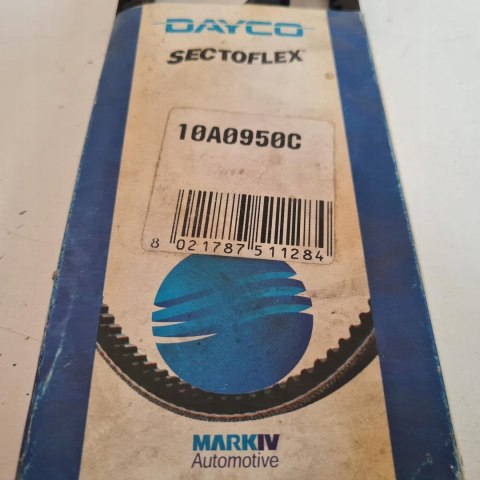 DAYCO
SECTOFLEX®
10A0950C
8 021787 511284
MARKIV
Automotive